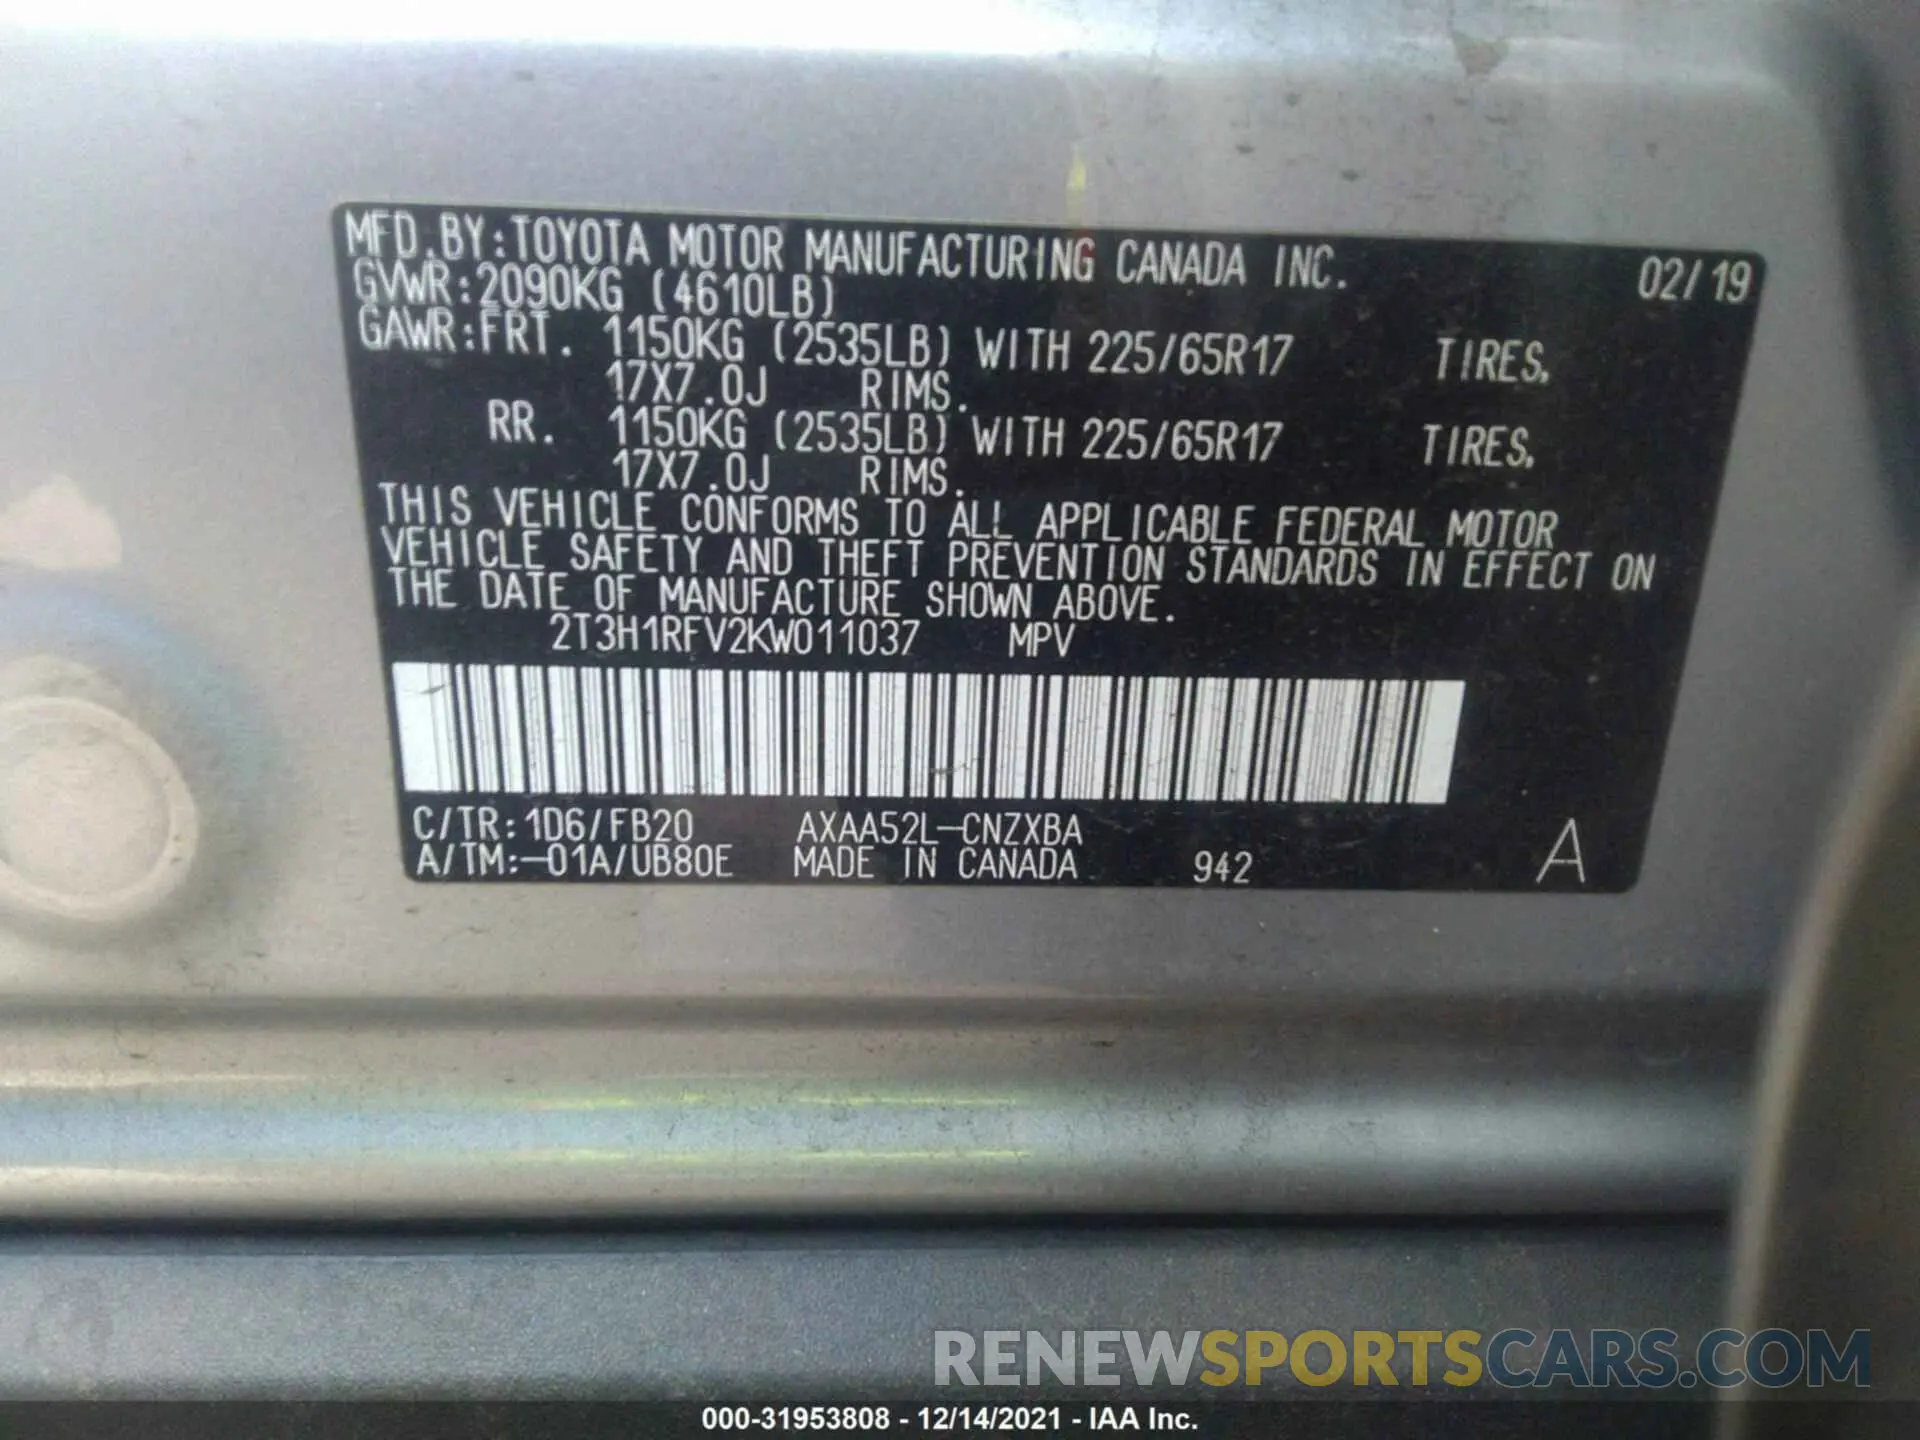 MFD.BY:TOYOTA MOTOR MANUFACTURING CANADA INC. 02/19
GVWR:2090KG (4610LB)
GAWR:FRT. 1150KG (2535LB) WITH 225/65R17 TIRES,
17X7.0J RIMS.
RR. 1150KG (2535LB) WITH 225/65R17 TIRES,
17X7.0J RIMS.
THIS VEHICLE CONFORMS TO ALL APPLICABLE FEDERAL MOTOR
VEHICLE SAFETY AND THEFT PREVENTION STANDARDS IN EFFECT ON
THE DATE OF MANUFACTURE SHOWN ABOVE.
2T3H1RFV2KW011037 MPV
C/TR:1D6/FB20 AXAA52L-CNZXBA
A/TM:-01A/UB80E MADE IN CANADA 942 A
RENEWSPORTSCARS.COM
000-31953808 - 12/14/2021 - IAA Inc.